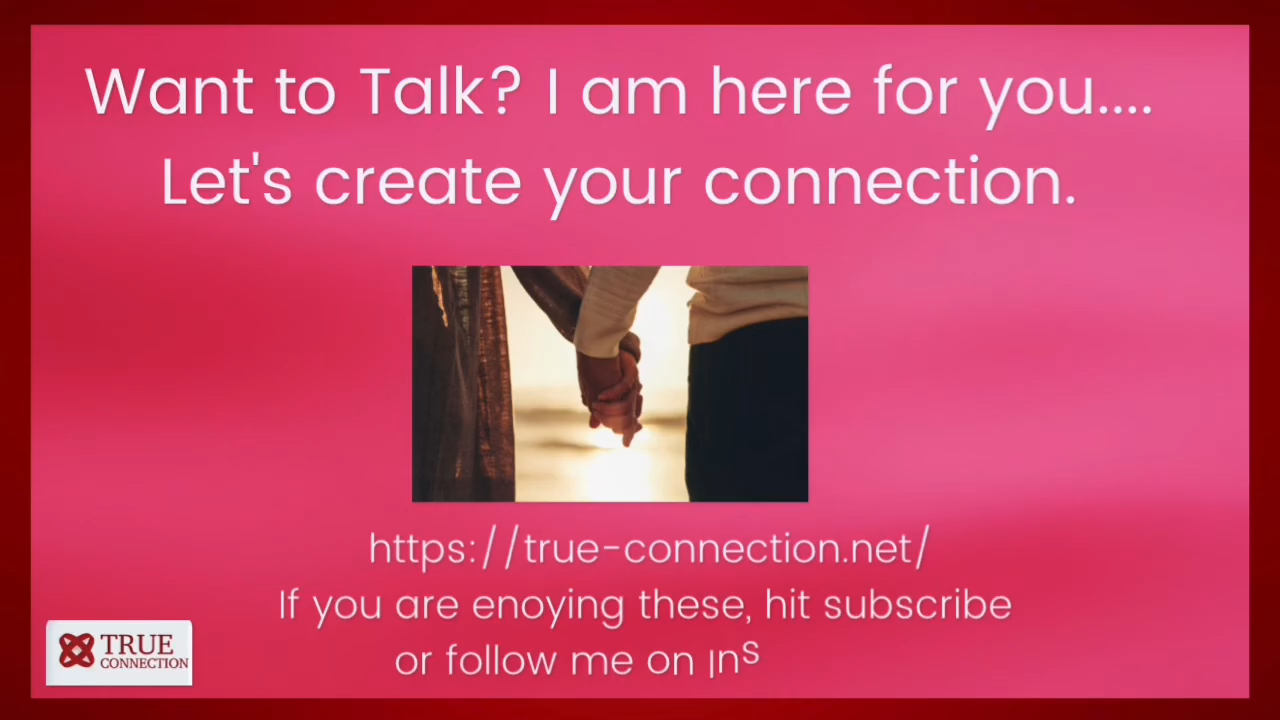 Want to Talk? I am here for you....
Let's create your connection.
https://true-connection.net/
If you are enoying these, hit subscribe
or follow me on Ins
TRUE
CONNECTION